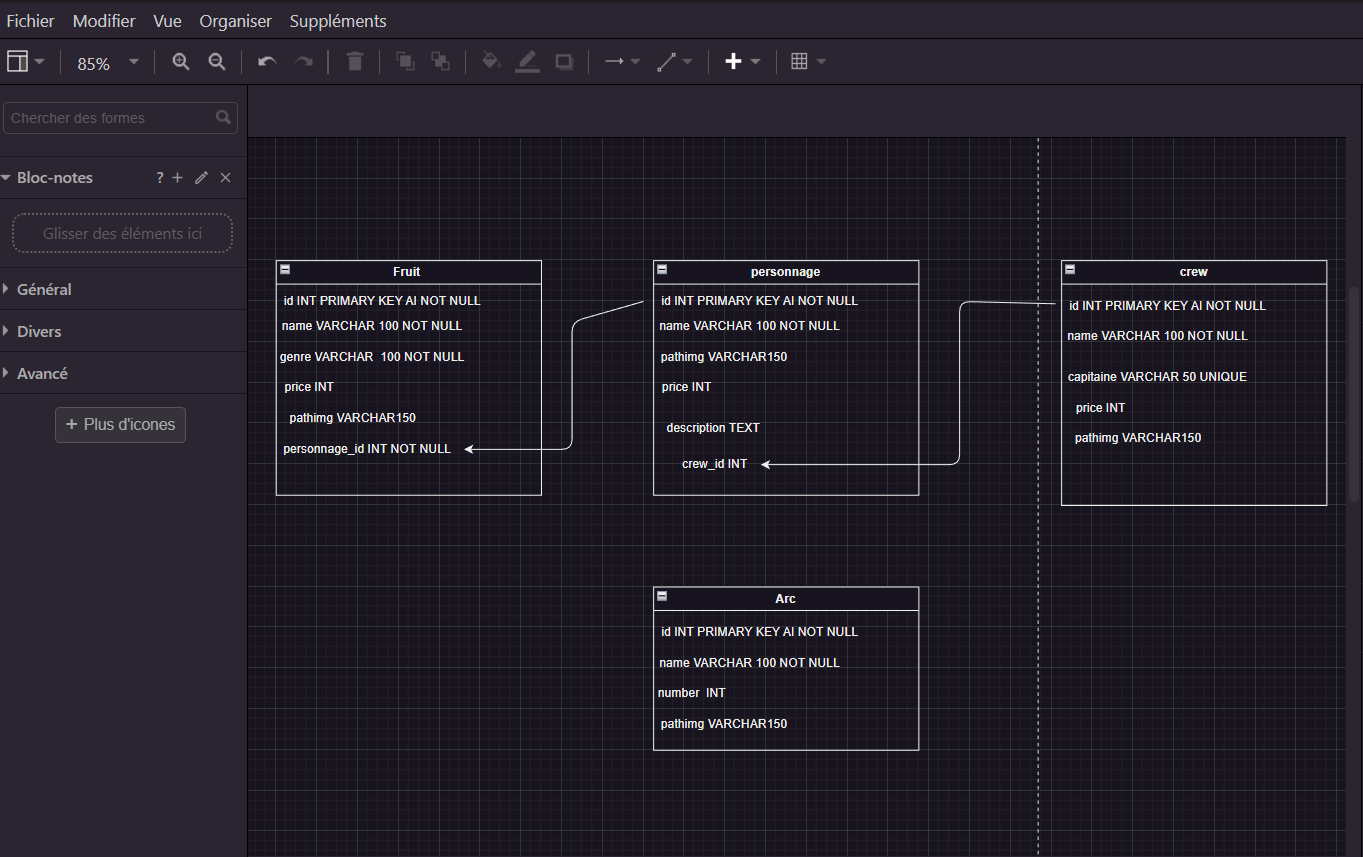 Fichier Modifier Vue Organiser Suppléments
85%
Chercher des formes
Bloc-notes ? +
Glisser des éléments ici
Général
Divers
Avancé
+ Plus d'icones
Fruit
id INT PRIMARY KEY AI NOT NULL
name VARCHAR 100 NOT NULL
genre VARCHAR  100 NOT NULL
price INT
pathimg VARCHAR150
personnage_id INT NOT NULL
personnage
id INT PRIMARY KEY AI NOT NULL
name VARCHAR 100 NOT NULL
pathimg VARCHAR150
price INT
description TEXT
crew_id INT
crew
id INT PRIMARY KEY AI NOT NULL
name VARCHAR 100 NOT NULL
capitaine VARCHAR 50 UNIQUE
price INT
pathimg VARCHAR150
Arc
id INT PRIMARY KEY AI NOT NULL
name VARCHAR 100 NOT NULL
number  INT
pathimg VARCHAR150